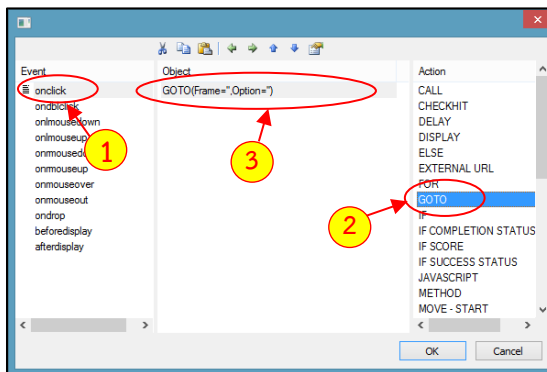 Event
Object
Action
onclick
GOTO(Frame=",Option=")
CALL
CHECKHIT
DELAY
DISPLAY
ELSE
EXTERNAL URL
FOR
GOTO
IF
IF COMPLETION STATUS
IF SCORE
IF SUCCESS STATUS
JAVASCRIPT
METHOD
MOVE - START
ondblclick
onlmousedown
onlmouseup
onmouseup
onmouseover
onmouseout
ondrop
beforedisplay
afterdisplay
1
3
2
OK
Cancel